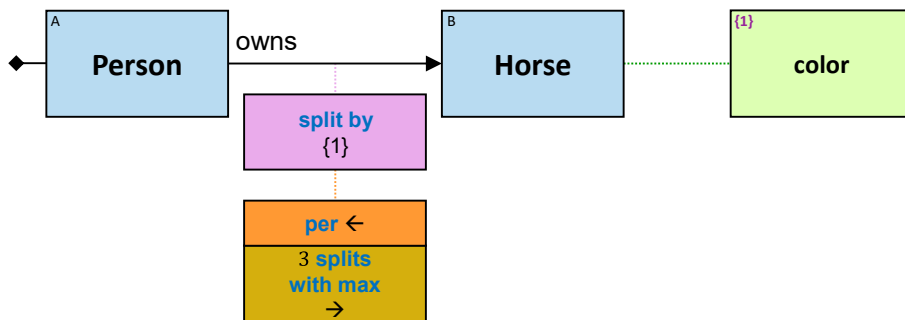 A
Person
owns
B
Horse
{1}
color
split by
{1}
per ←
3 splits
with max
→